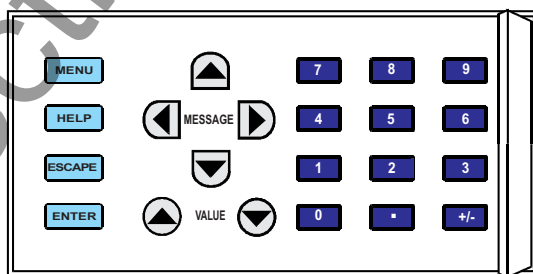 MENU 7 8 9
HELP MESSAGE 4 5 6
ESCAPE 1 2 3
ENTER VALUE 0 . +/-